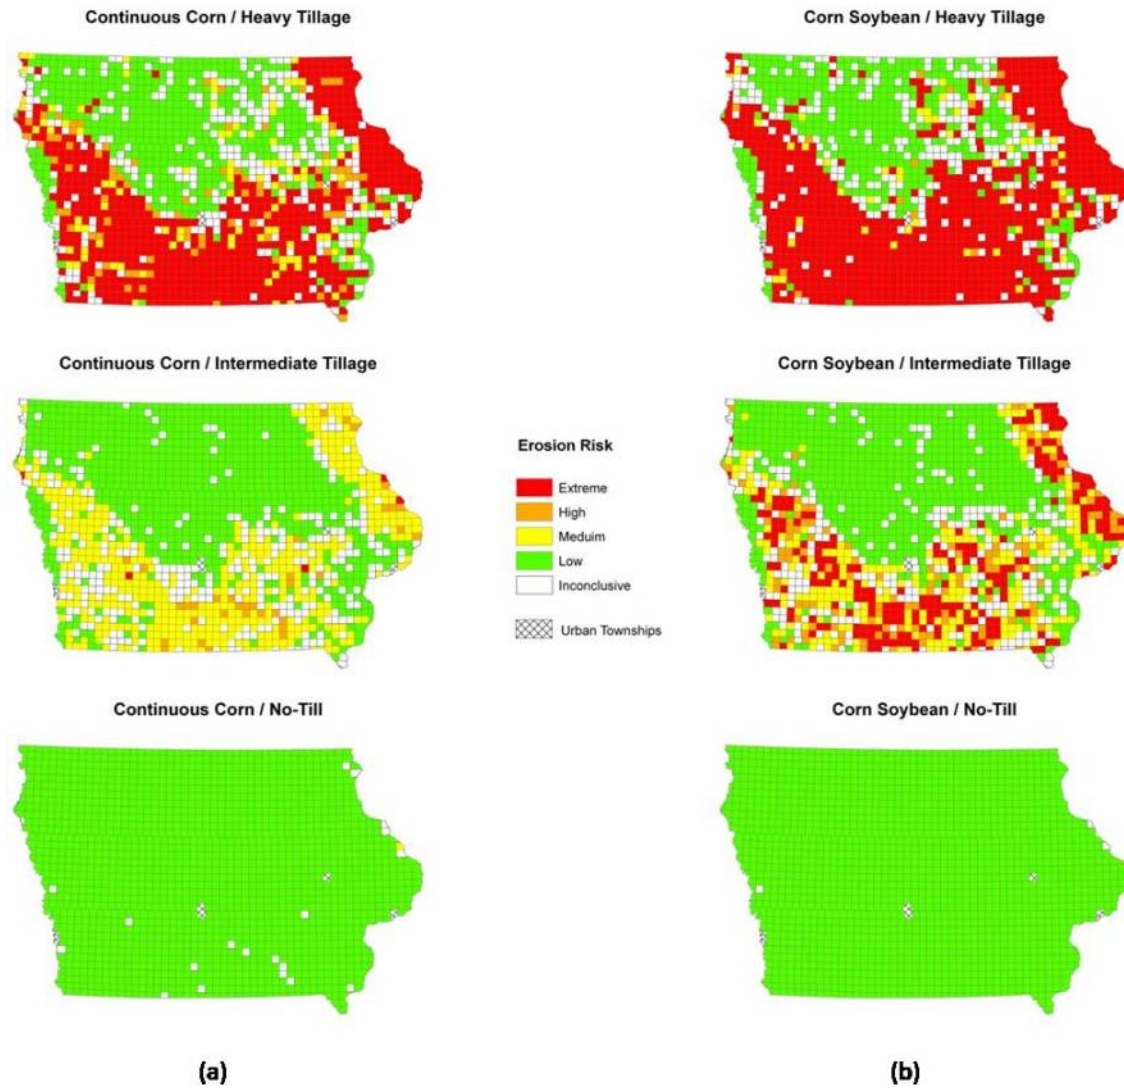 Continuous Corn / Heavy Tillage
Corn Soybean / Heavy Tillage
Continuous Corn / Intermediate Tillage
Corn Soybean / Intermediate Tillage
Erosion Risk
Extreme
High
Meduim
Low
Inconclusive
Urban Townships
Continuous Corn / No-Till
Corn Soybean / No-Till
(a)
(b)